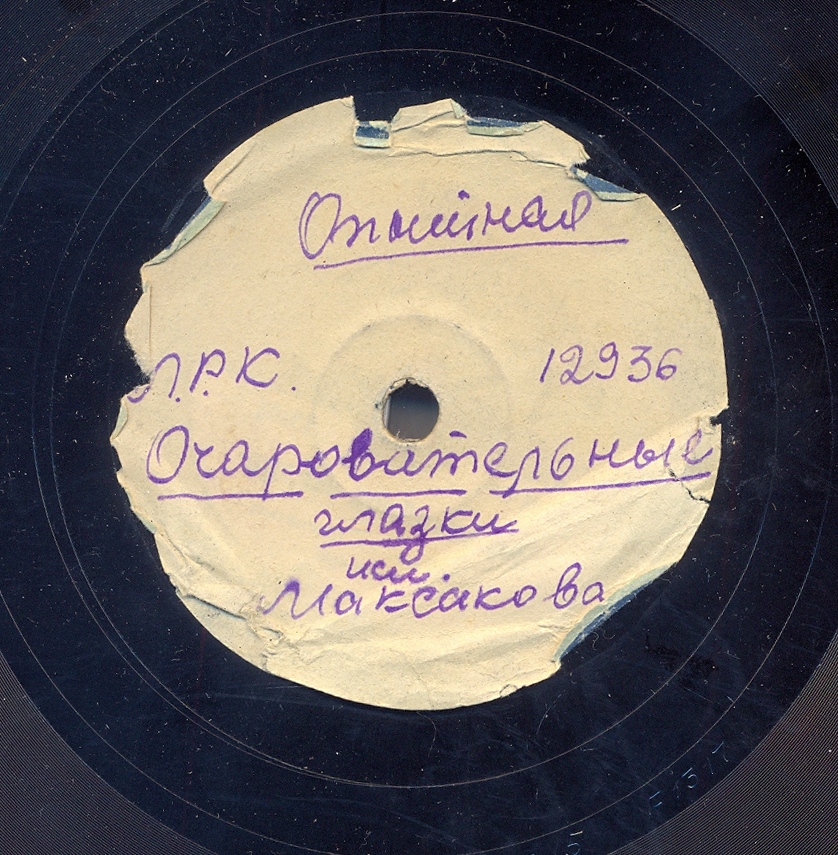 Опытная
Л.Р.К. 12936
Очаровательные
глазки
исп.
Максакова